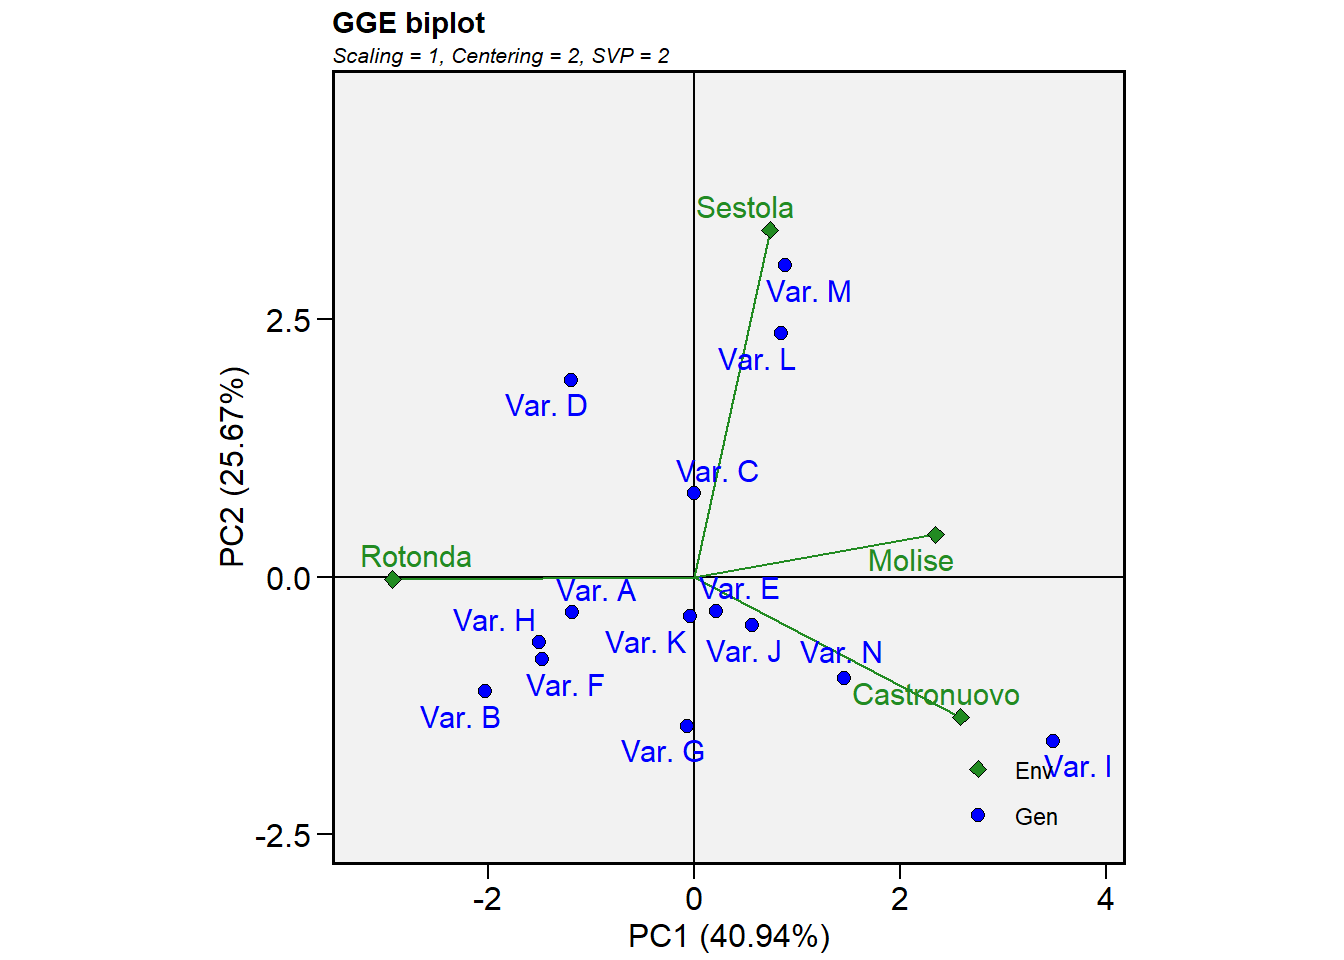 GGE biplot
Scaling = 1, Centering = 2, SVP = 2
Sestola
Var. M
2.5
Var. L
Var. D
PC2 (25.67%)
Var. C
Rotonda
Molise
0.0
Var. A
Var. E
Var. H
Var. K
Var. J
Var. N
Var. F
Castronuovo
Var. B
Var. G
Env
Var. I
Gen
-2.5
-2
0
2
4
PC1 (40.94%)